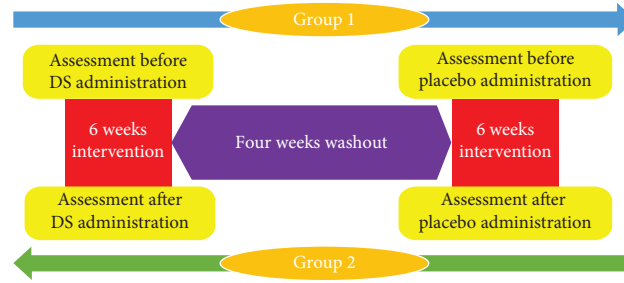 Group 1
Assessment before
DS administration
Assessment before
placebo administration
6 weeks
intervention
Four weeks washout
6 weeks
intervention
Assessment after
DS administration
Assessment after
placebo administration
Group 2